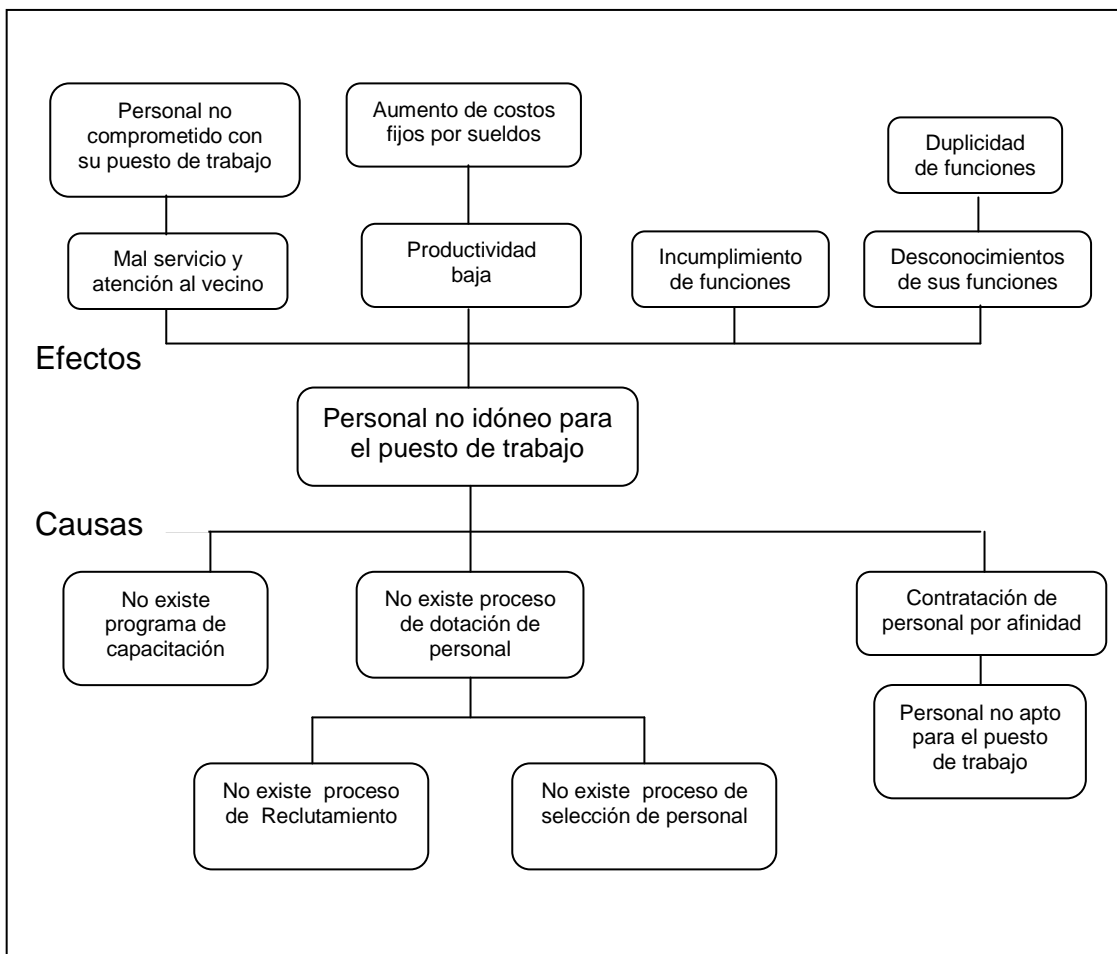 Personal no
comprometido con
su puesto de trabajo
Aumento de costos
fijos por sueldos
Duplicidad
de funciones
Mal servicio y
atención al vecino
Productividad
baja
Incumplimiento
de funciones
Desconocimientos
de sus funciones
Efectos
Personal no idóneo para
el puesto de trabajo
Causas
No existe
programa de
capacitación
No existe proceso
de dotación de
personal
Contratación de
personal por afinidad
Personal no apto
para el puesto
de trabajo
No existe proceso
de Reclutamiento
No existe proceso de
selección de personal